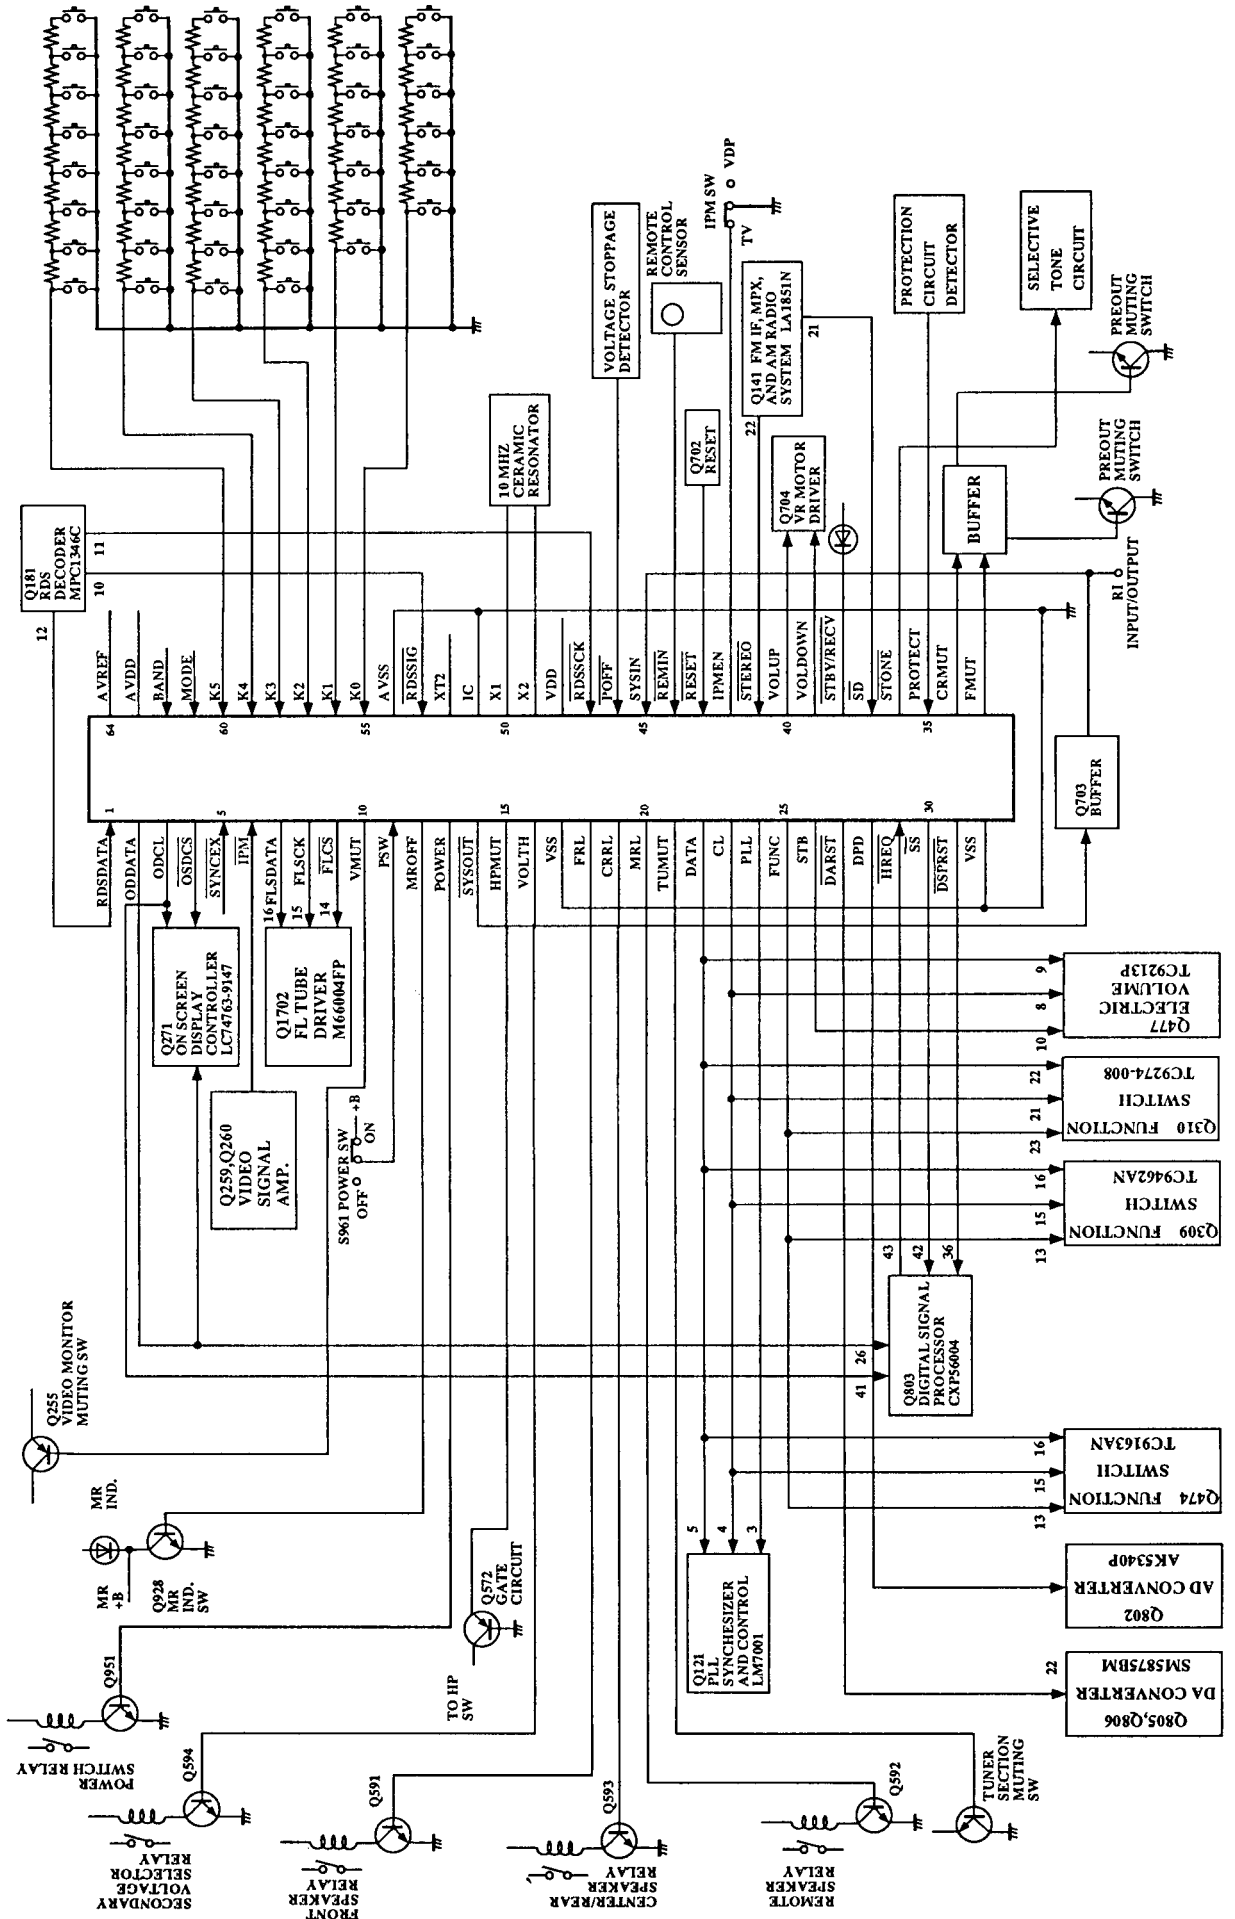 Q181
RDS
DECODER
MPC1346C
12
10
11
10 MHZ
CERAMIC
RESONATOR
VOLTAGE STOPPAGE
DETECTOR
REMOTE
CONTROL
SENSOR
Q702
RESET
IPM SW
TV
VDP
Q141 FM IF, MPX,
AND AM RADIO
SYSTEM LA1851N
22
21
Q704
VR MOTOR
DRIVER
PROTECTION
CIRCUIT
DETECTOR
SELECTIVE
TONE
CIRCUIT
BUFFER
PREOUT
MUTING
SWITCH
PREOUT
MUTING
SWITCH
RI
INPUT/OUTPUT
Q703
BUFFER
AVREF
AVDD
BAND
MODE
K5
K4
K3
K2
K1
K0
AVSS
RDSSIG
XT2
IC
X1
X2
VDD
RDSSCK
POFF
SYSIN
REMIN
RESET
IPMEN
STEREO
VOLUP
VOLDOWN
STBY/RECV
SD
STONE
PROTECT
CRMUT
FMUT
64
60
55
50
45
40
35
1
5
10
15
20
25
30
RDSDATA
ODDATA
ODCL
OSDCS
SYNCEX
IPM
FLSDATA
FLSCK
FLCS
VMUT
PSW
MROFF
POWER
SYSOUT
HPMUT
VOLTH
VSS
FRL
CRRL
MRL
TUMUT
DATA
CL
PLL
FUNC
STB
DARST
DPD
HREQ
SS
DSPRST
VSS
16
15
14
Q271
ON SCREEN
DISPLAY
CONTROLLER
LC74763-9147
Q1702
FL TUBE
DRIVER
M66004FP
Q259,Q260
VIDEO
SIGNAL
AMP.
S961 POWER SW
OFF
ON
+B
Q255
VIDEO MONITOR
MUTING SW
MR
IND.
MR
+B
Q928
MR
IND.
SW
Q572
GATE
CIRCUIT
TO HP
SW
Q951
POWER
SWITCH RELAY
Q594
SECONDARY
VOLTAGE
SELECTOR
RELAY
Q591
FRONT
SPEAKER
RELAY
Q593
CENTER/REAR
SPEAKER
RELAY
Q592
REMOTE
SPEAKER
RELAY
TUNER
SECTION
MUTING
SW
5
4
3
Q121
PLL
SYNCHESIZER
AND CONTROL
LM7001
41
26
43
42
36
Q803
DIGITAL SIGNAL
PROCESSOR
CXP56004
9
8
10
Q477
ELECTRIC
VOLUME
TC9213P
22
21
23
Q310 FUNCTION
SWITCH
TC9274-008
16
15
13
Q309 FUNCTION
SWITCH
TC9462AN
16
15
13
Q474 FUNCTION
SWITCH
TC9163AN
Q802
AD CONVERTER
AK5340P
22
Q805,Q806
DA CONVERTER
SM5875BM